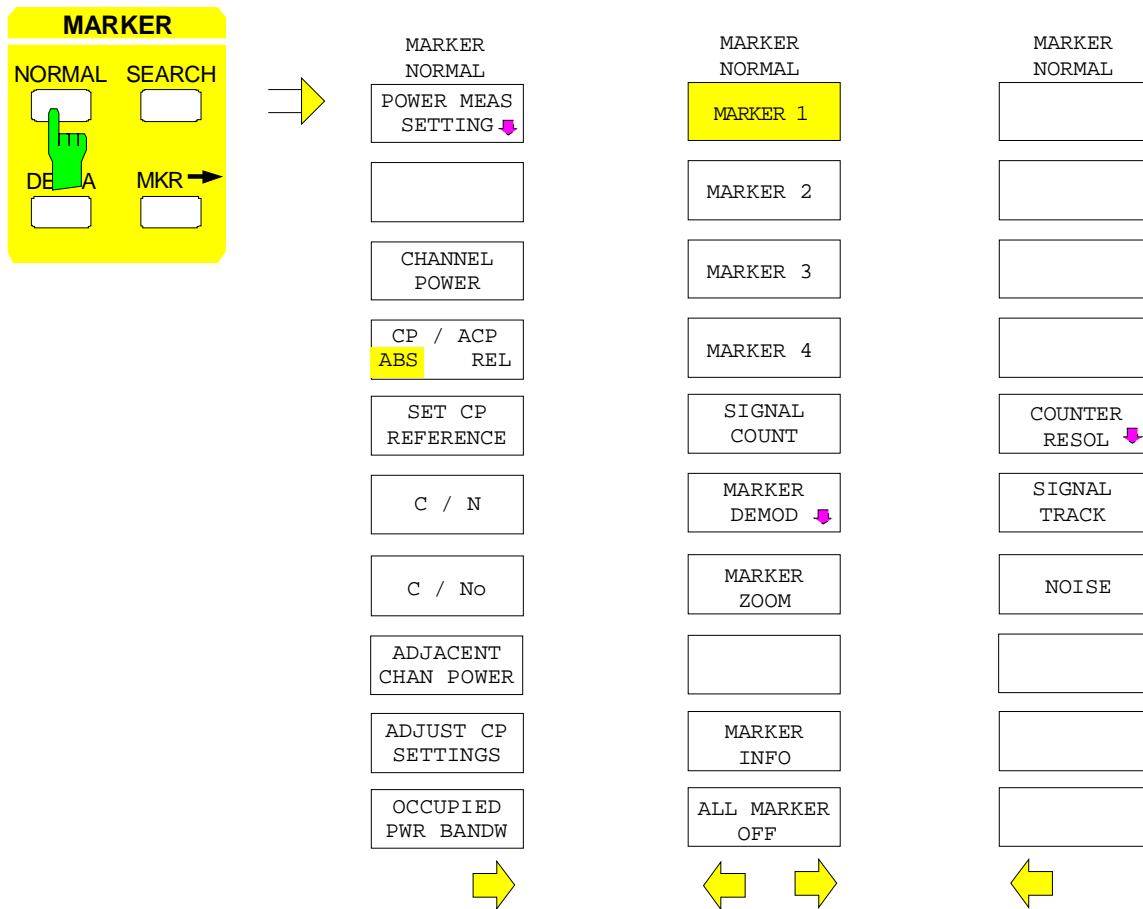 MARKER
NORMAL SEARCH
MKR
MARKER
NORMAL
POWER MEAS
SETTING
CHANNEL
POWER
CP / ACP
ABS REL
SET CP
REFERENCE
C / N
C / No
ADJACENT
CHAN POWER
ADJUST CP
SETTINGS
OCCUPIED
PWR BANDW
MARKER
NORMAL
MARKER 1
MARKER 2
MARKER 3
MARKER 4
SIGNAL
COUNT
MARKER
DEMOD
MARKER
ZOOM
MARKER
INFO
ALL MARKER
OFF
MARKER
NORMAL
COUNTER
RESOL
SIGNAL
TRACK
NOISE